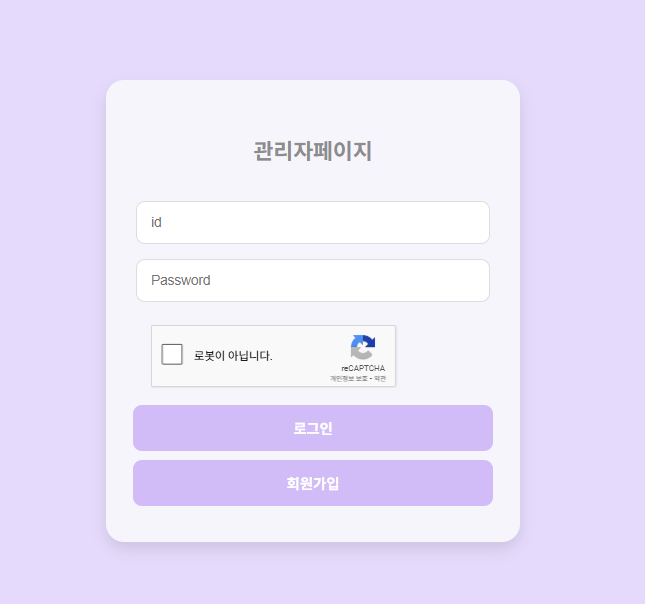 관리자페이지
id
Password
로봇이 아닙니다.
reCAPTCHA
개인정보 보호 - 약관
로그인
회원가입